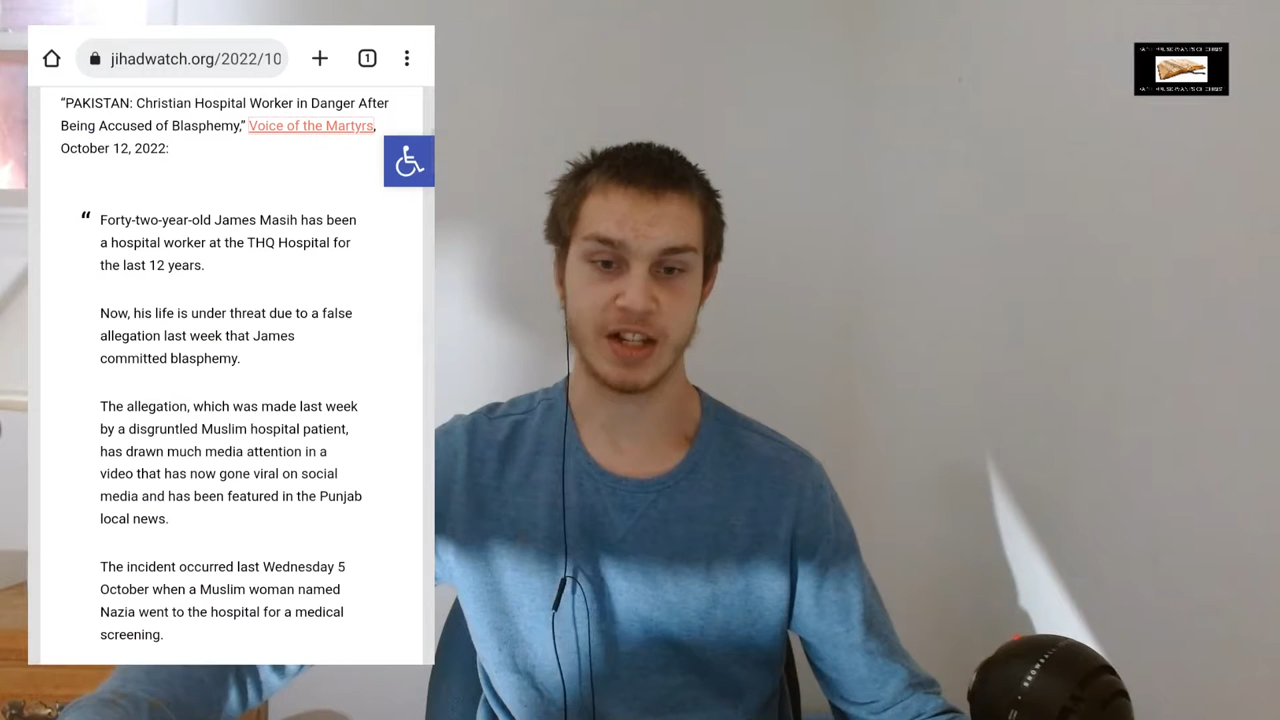 jihadwatch.org/2022/10
1
“PAKISTAN: Christian Hospital Worker in Danger After
Being Accused of Blasphemy,” Voice of the Martyrs,
October 12, 2022:
“ Forty-two-year-old James Masih has been
a hospital worker at the THQ Hospital for
the last 12 years.
Now, his life is under threat due to a false
allegation last week that James
committed blasphemy.
The allegation, which was made last week
by a disgruntled Muslim hospital patient,
has drawn much media attention in a
video that has now gone viral on social
media and has been featured in the Punjab
local news.
The incident occurred last Wednesday 5
October when a Muslim woman named
Nazia went to the hospital for a medical
screening.